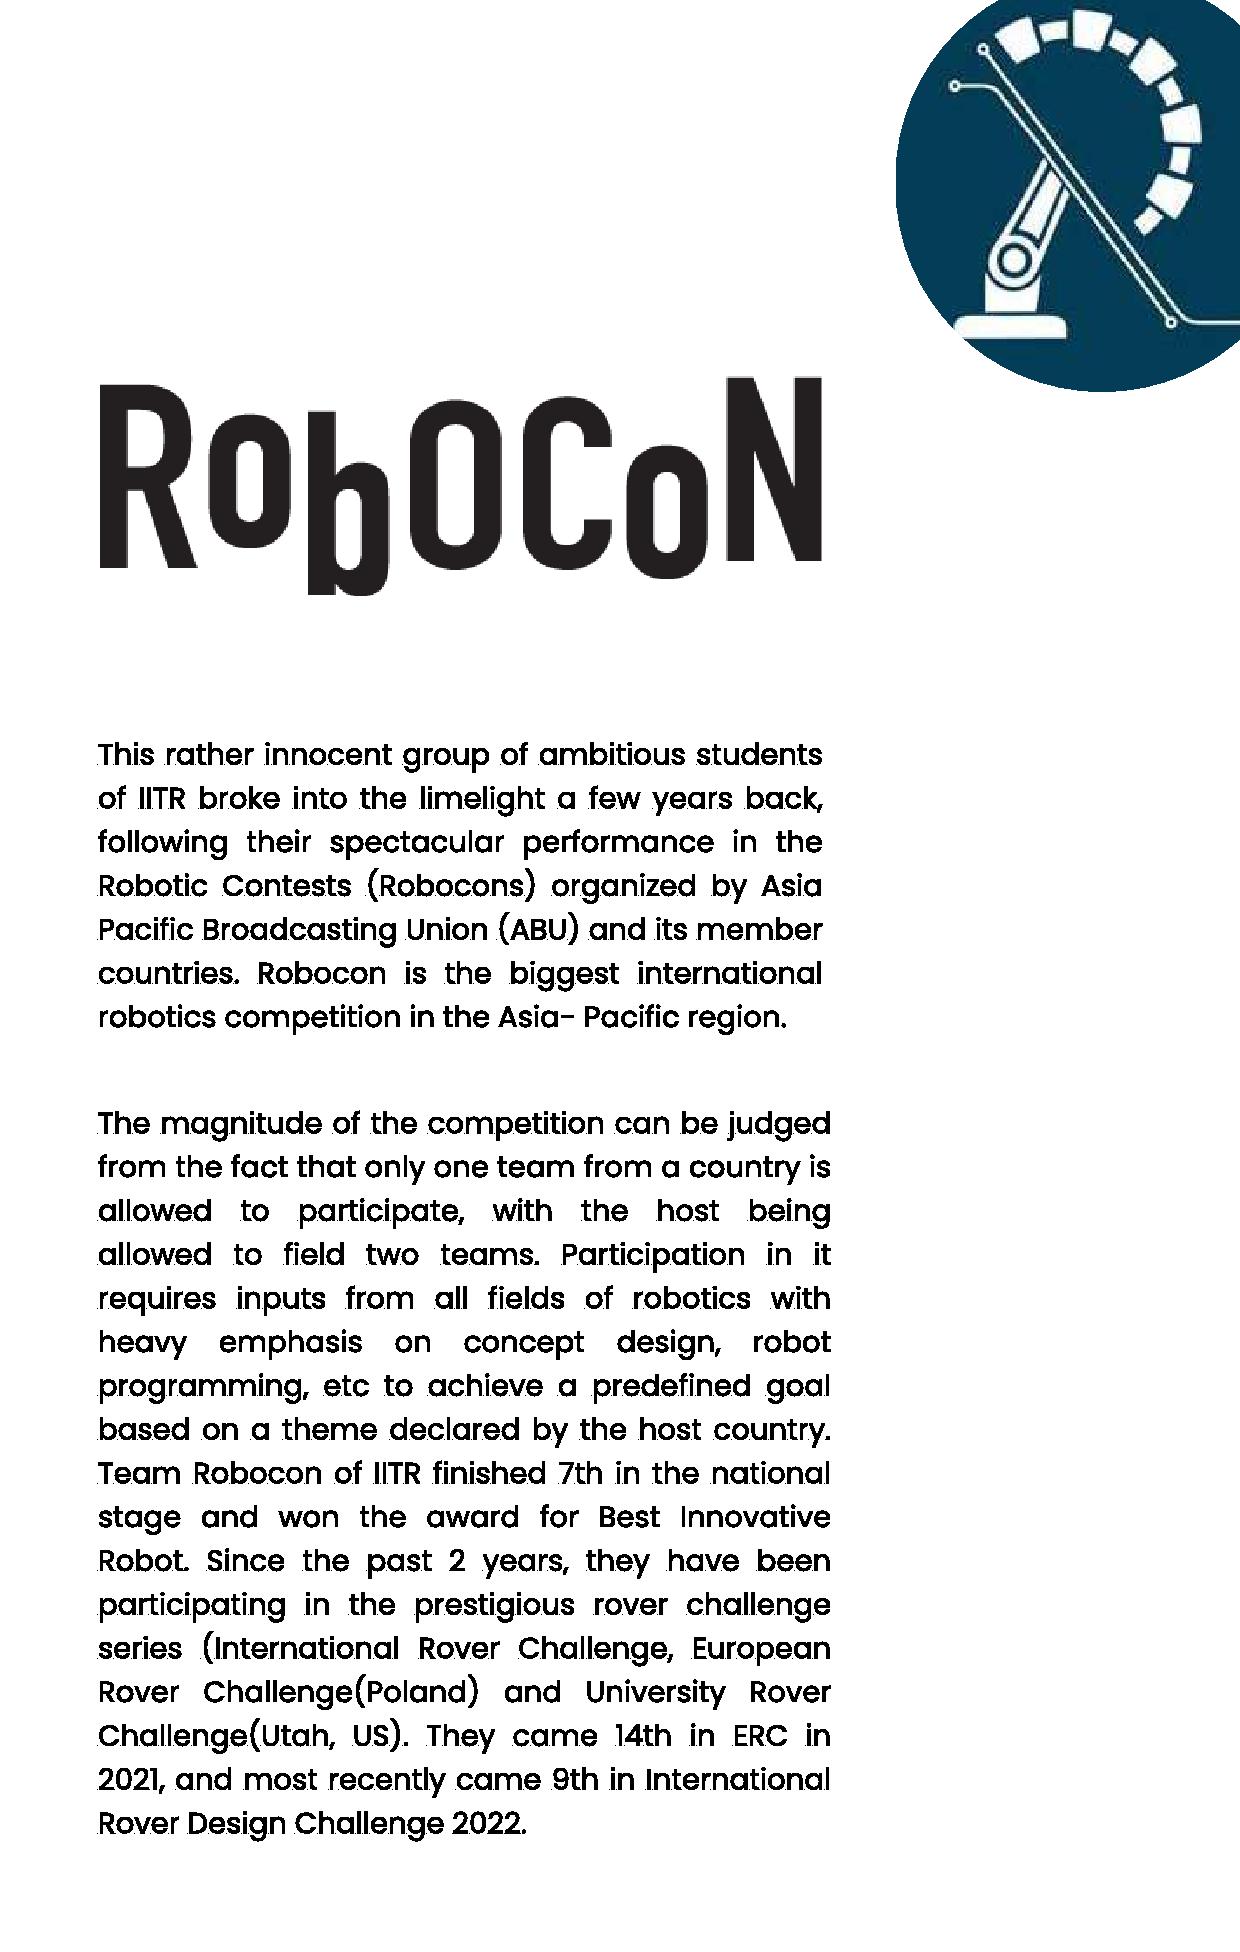 RobOCoN
This rather innocent group of ambitious students
of IITR broke into the limelight a few years back,
following their spectacular performance in the
Robotic Contests (Robocons) organized by Asia
Pacific Broadcasting Union (ABU) and its member
countries. Robocon is the biggest international
robotics competition in the Asia- Pacific region.
The magnitude of the competition can be judged
from the fact that only one team from a country is
allowed to participate, with the host being
allowed to field two teams. Participation in it
requires inputs from all fields of robotics with
heavy emphasis on concept design, robot
programming, etc to achieve a predefined goal
based on a theme declared by the host country.
Team Robocon of IITR finished 7th in the national
stage and won the award for Best Innovative
Robot. Since the past 2 years, they have been
participating in the prestigious rover challenge
series (International Rover Challenge, European
Rover Challenge(Poland) and University Rover
Challenge(Utah, US). They came 14th in ERC in
2021, and most recently came 9th in International
Rover Design Challenge 2022.